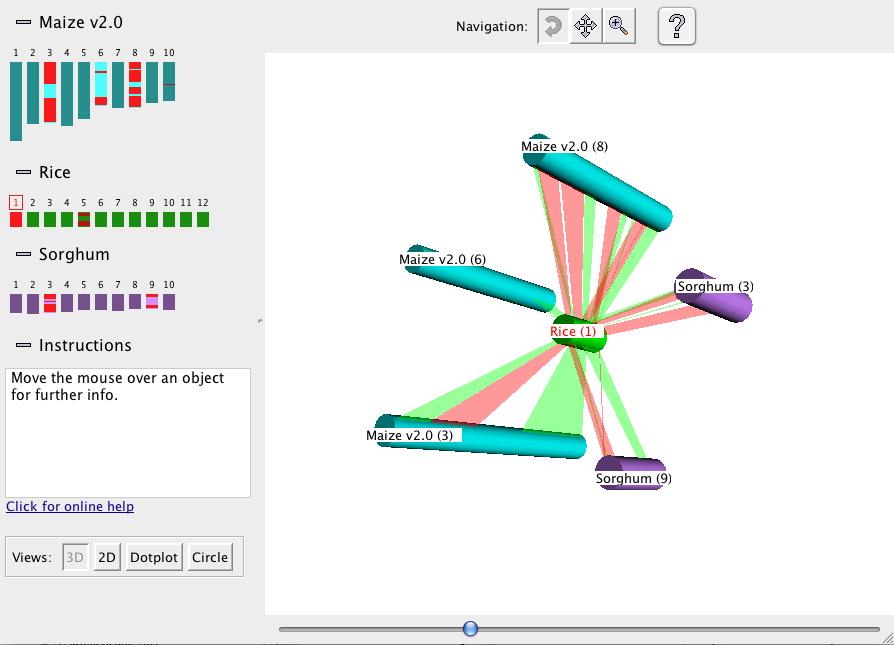 Maize v2.0
1 2 3 4 5 6 7 8 9 10
Rice
1 2 3 4 5 6 7 8 9 10 11 12
Sorghum
1 2 3 4 5 6 7 8 9 10
Instructions
Move the mouse over an object
for further info.
Click for online help
Views: 3D 2D Dotplot Circle
Navigation: ?
Maize v2.0 (8)
Maize v2.0 (6)
Sorghum (3)
Rice (1)
Maize v2.0 (3)
Sorghum (9)